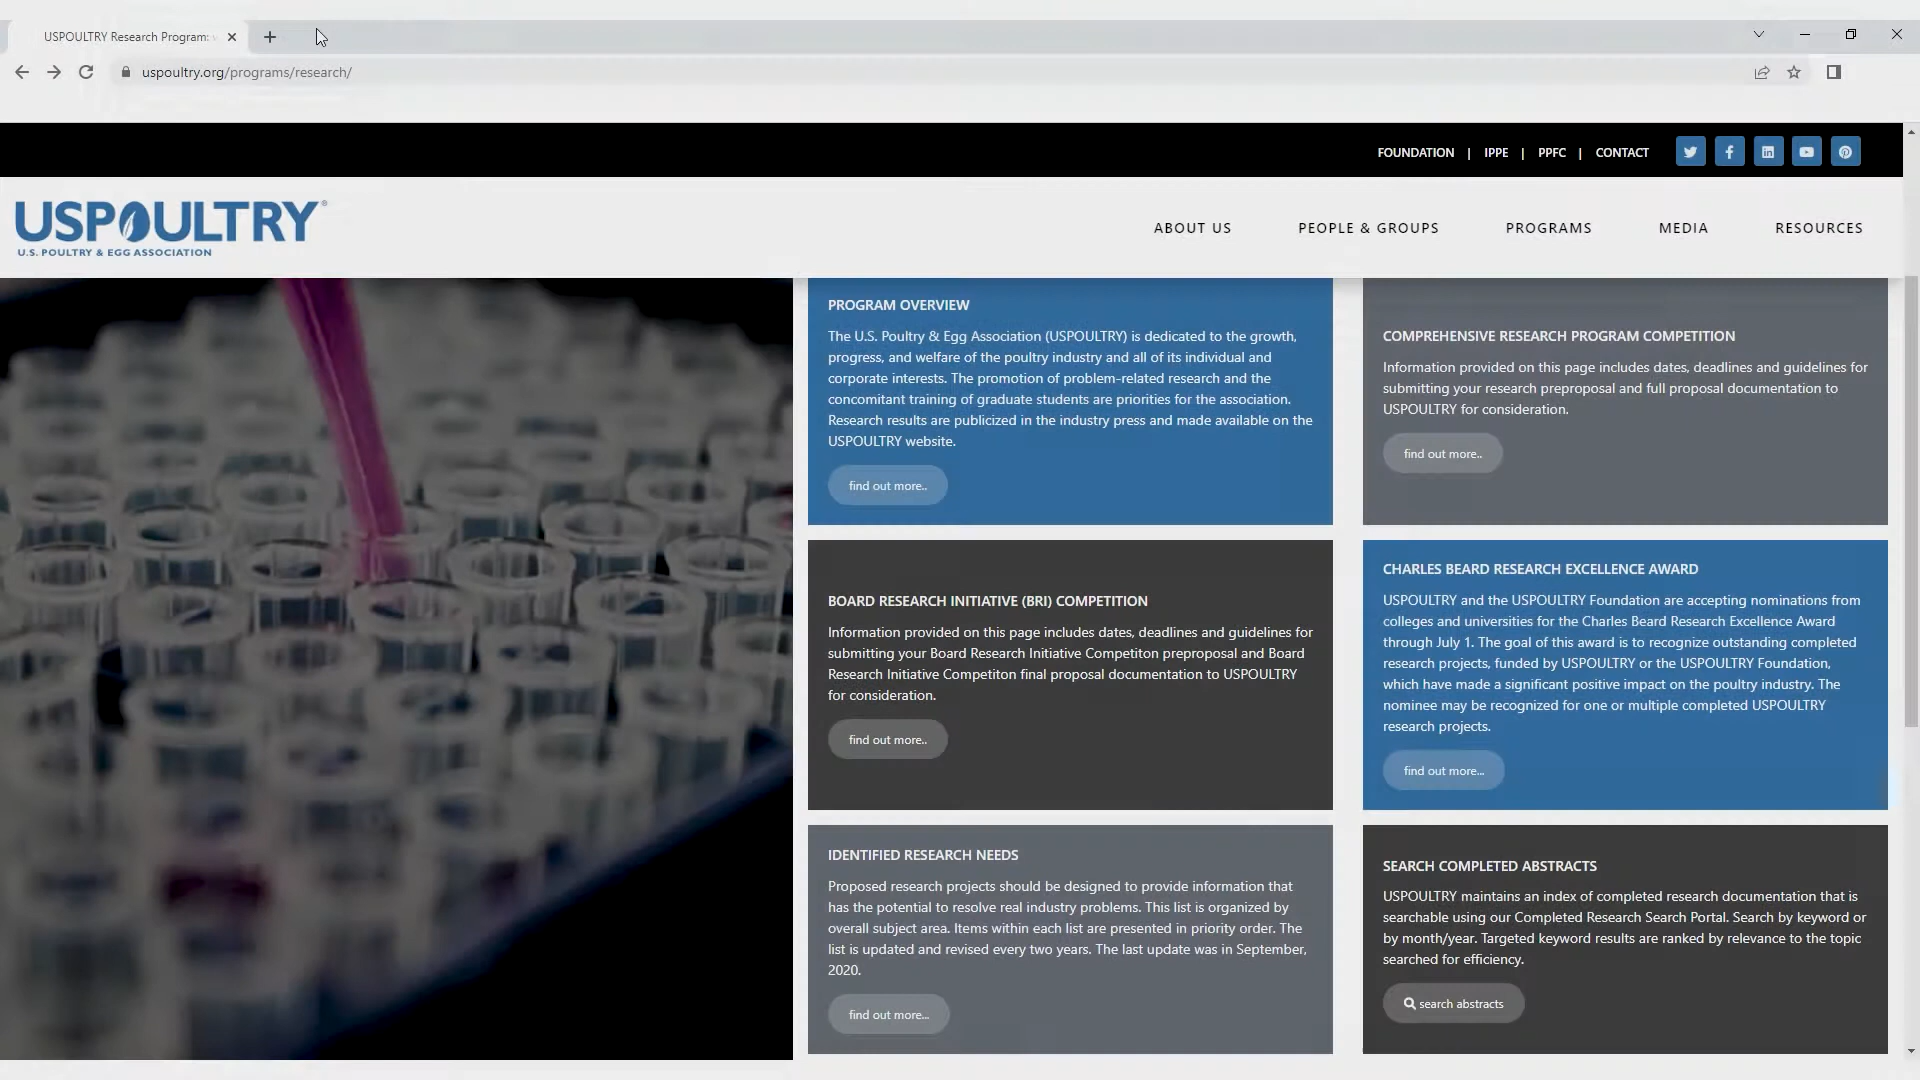 USPOULTRY Research Program:
uspoultry.org/programs/research/
FOUNDATION | IPPE | PPFC | CONTACT
USPOULTRY®
U.S. POULTRY & EGG ASSOCIATION
ABOUT US PEOPLE & GROUPS PROGRAMS MEDIA RESOURCES
PROGRAM OVERVIEW
The U.S. Poultry & Egg Association (USPOULTRY) is dedicated to the growth,
progress, and welfare of the poultry industry and all of its individual and
corporate interests. The promotion of problem-related research and the
concomitant training of graduate students are priorities for the association.
Research results are publicized in the industry press and made available on the
USPOULTRY website.
find out more..
COMPREHENSIVE RESEARCH PROGRAM COMPETITION
Information provided on this page includes dates, deadlines and guidelines for
submitting your research preproposal and full proposal documentation to
USPOULTRY for consideration.
find out more..
BOARD RESEARCH INITIATIVE (BRI) COMPETITION
Information provided on this page includes dates, deadlines and guidelines for
submitting your Board Research Initiative Competiton preproposal and Board
Research Initiative Competiton final proposal documentation to USPOULTRY
for consideration.
find out more..
CHARLES BEARD RESEARCH EXCELLENCE AWARD
USPOULTRY and the USPOULTRY Foundation are accepting nominations from
colleges and universities for the Charles Beard Research Excellence Award
through July 1. The goal of this award is to recognize outstanding completed
research projects, funded by USPOULTRY or the USPOULTRY Foundation,
which have made a significant positive impact on the poultry industry. The
nominee may be recognized for one or multiple completed USPOULTRY
research projects.
find out more...
IDENTIFIED RESEARCH NEEDS
Proposed research projects should be designed to provide information that
has the potential to resolve real industry problems. This list is organized by
overall subject area. Items within each list are presented in priority order. The
list is updated and revised every two years. The last update was in September,
2020.
find out more...
SEARCH COMPLETED ABSTRACTS
USPOULTRY maintains an index of completed research documentation that is
searchable using our Completed Research Search Portal. Search by keyword or
by month/year. Targeted keyword results are ranked by relevance to the topic
searched for efficiency.
search abstracts